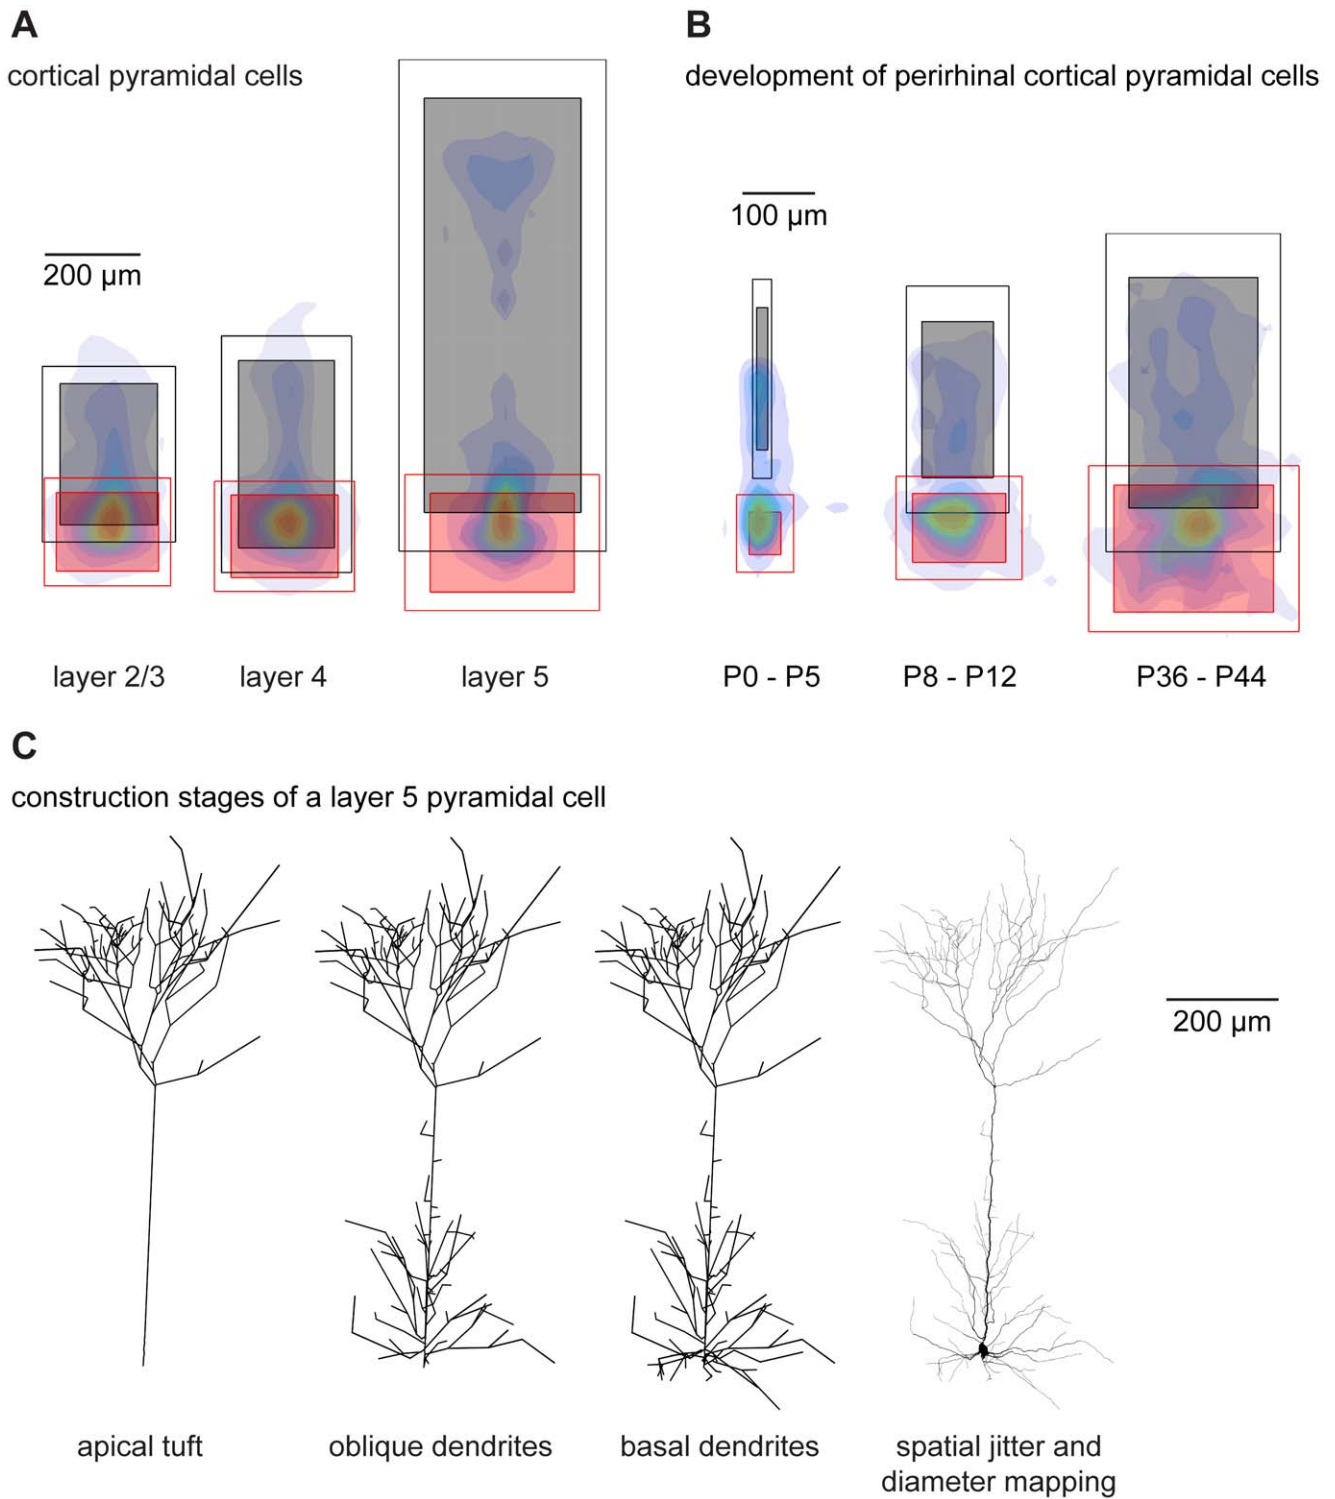 A
cortical pyramidal cells
200 µm
layer 2/3
layer 4
layer 5
B
development of perirhinal cortical pyramidal cells
100 µm
P0 - P5
P8 - P12
P36 - P44
C
construction stages of a layer 5 pyramidal cell
200 µm
apical tuft
oblique dendrites
basal dendrites
spatial jitter and
diameter mapping